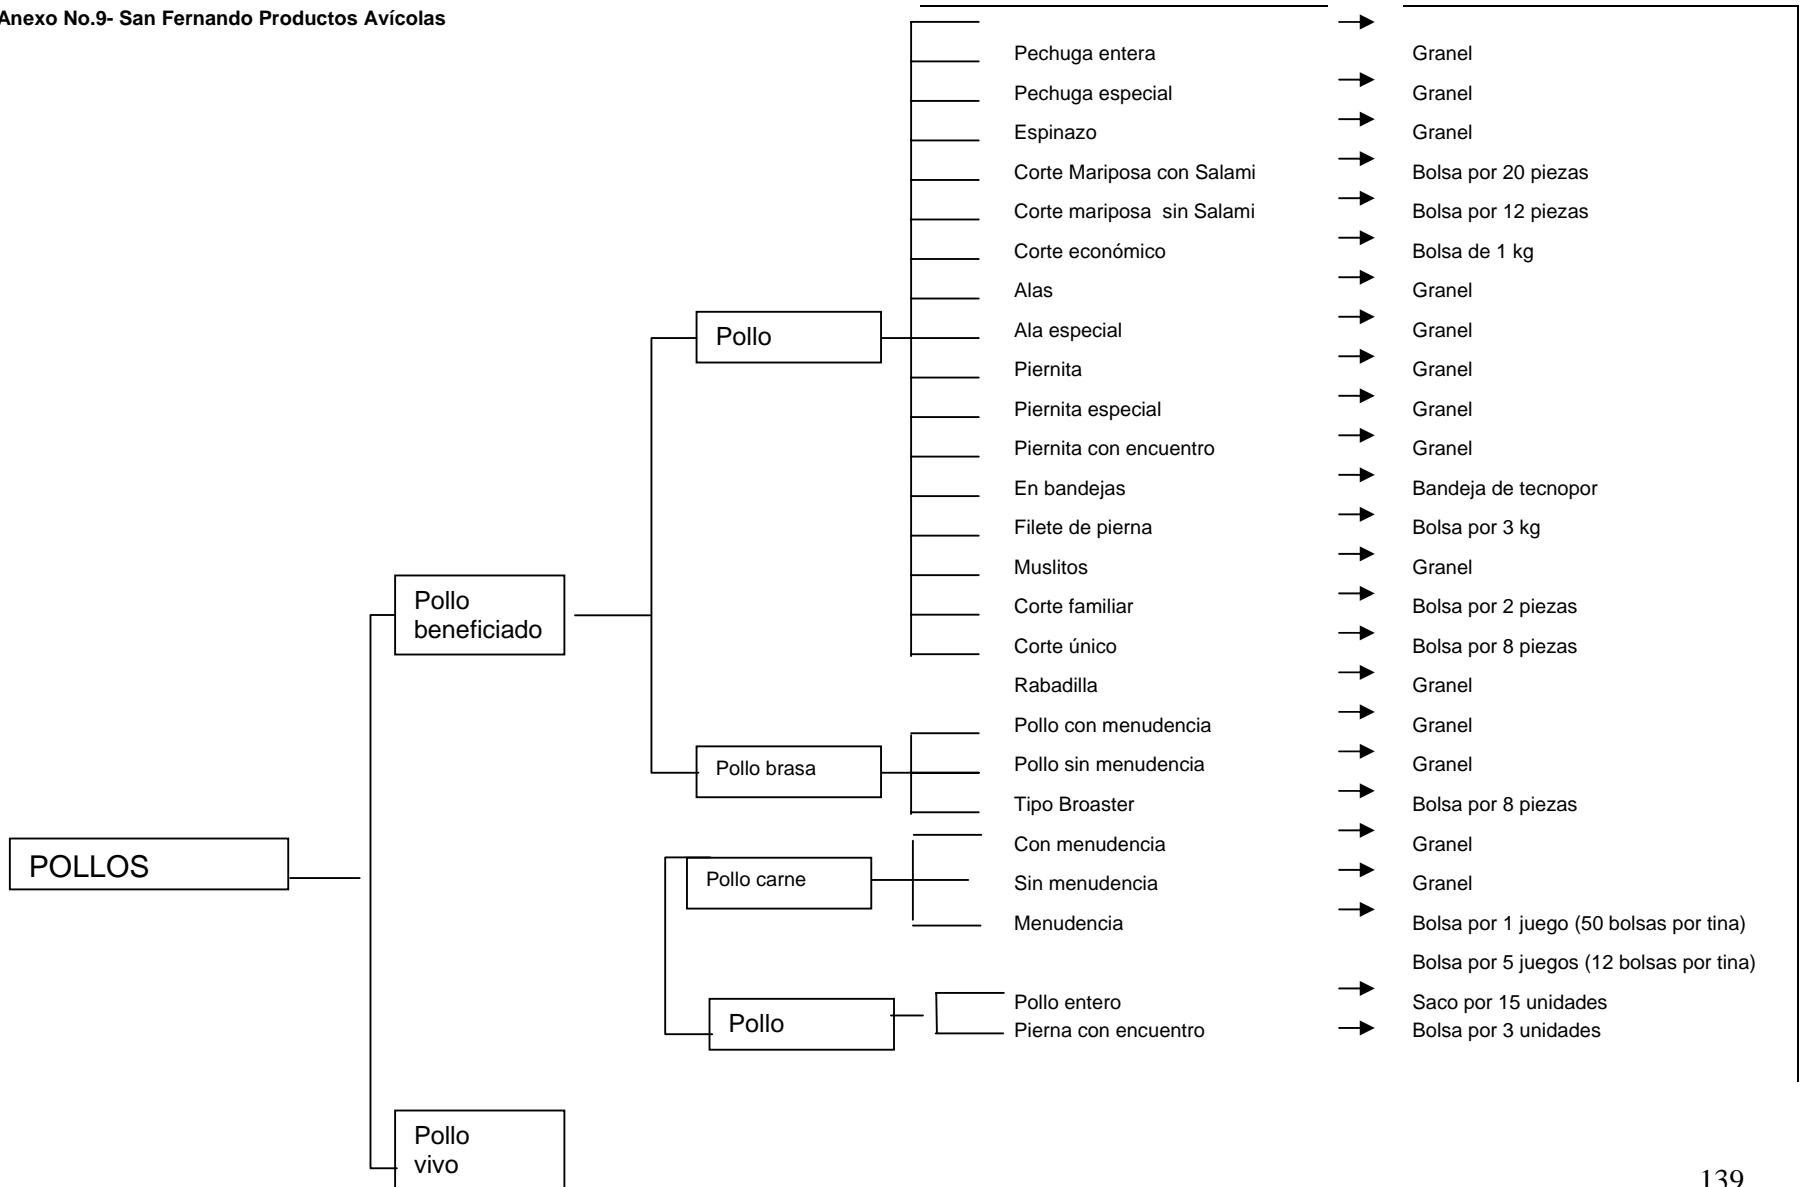 Anexo No.9- San Fernando Productos Avícolas
Pechuga entera Granel
Pechuga especial Granel
Espinazo Granel
Corte Mariposa con Salami Bolsa por 20 piezas
Corte mariposa sin Salami Bolsa por 12 piezas
Corte económico Bolsa de 1 kg
Alas Granel
Ala especial Granel
Pollo
Piernita Granel
Piernita especial Granel
Piernita con encuentro Granel
En bandejas Bandeja de tecnopor
Filete de pierna Bolsa por 3 kg
Muslitos Granel
Pollo
beneficiado
Corte familiar Bolsa por 2 piezas
Corte único Bolsa por 8 piezas
Rabadilla Granel
Pollo con menudencia Granel
Pollo brasa
Pollo sin menudencia Granel
Tipo Broaster Bolsa por 8 piezas
Con menudencia Granel
POLLOS
Pollo carne
Sin menudencia Granel
Menudencia Bolsa por 1 juego (50 bolsas por tina)
Bolsa por 5 juegos (12 bolsas por tina)
Pollo entero Saco por 15 unidades
Pollo
Pierna con encuentro Bolsa por 3 unidades
Pollo
vivo
139